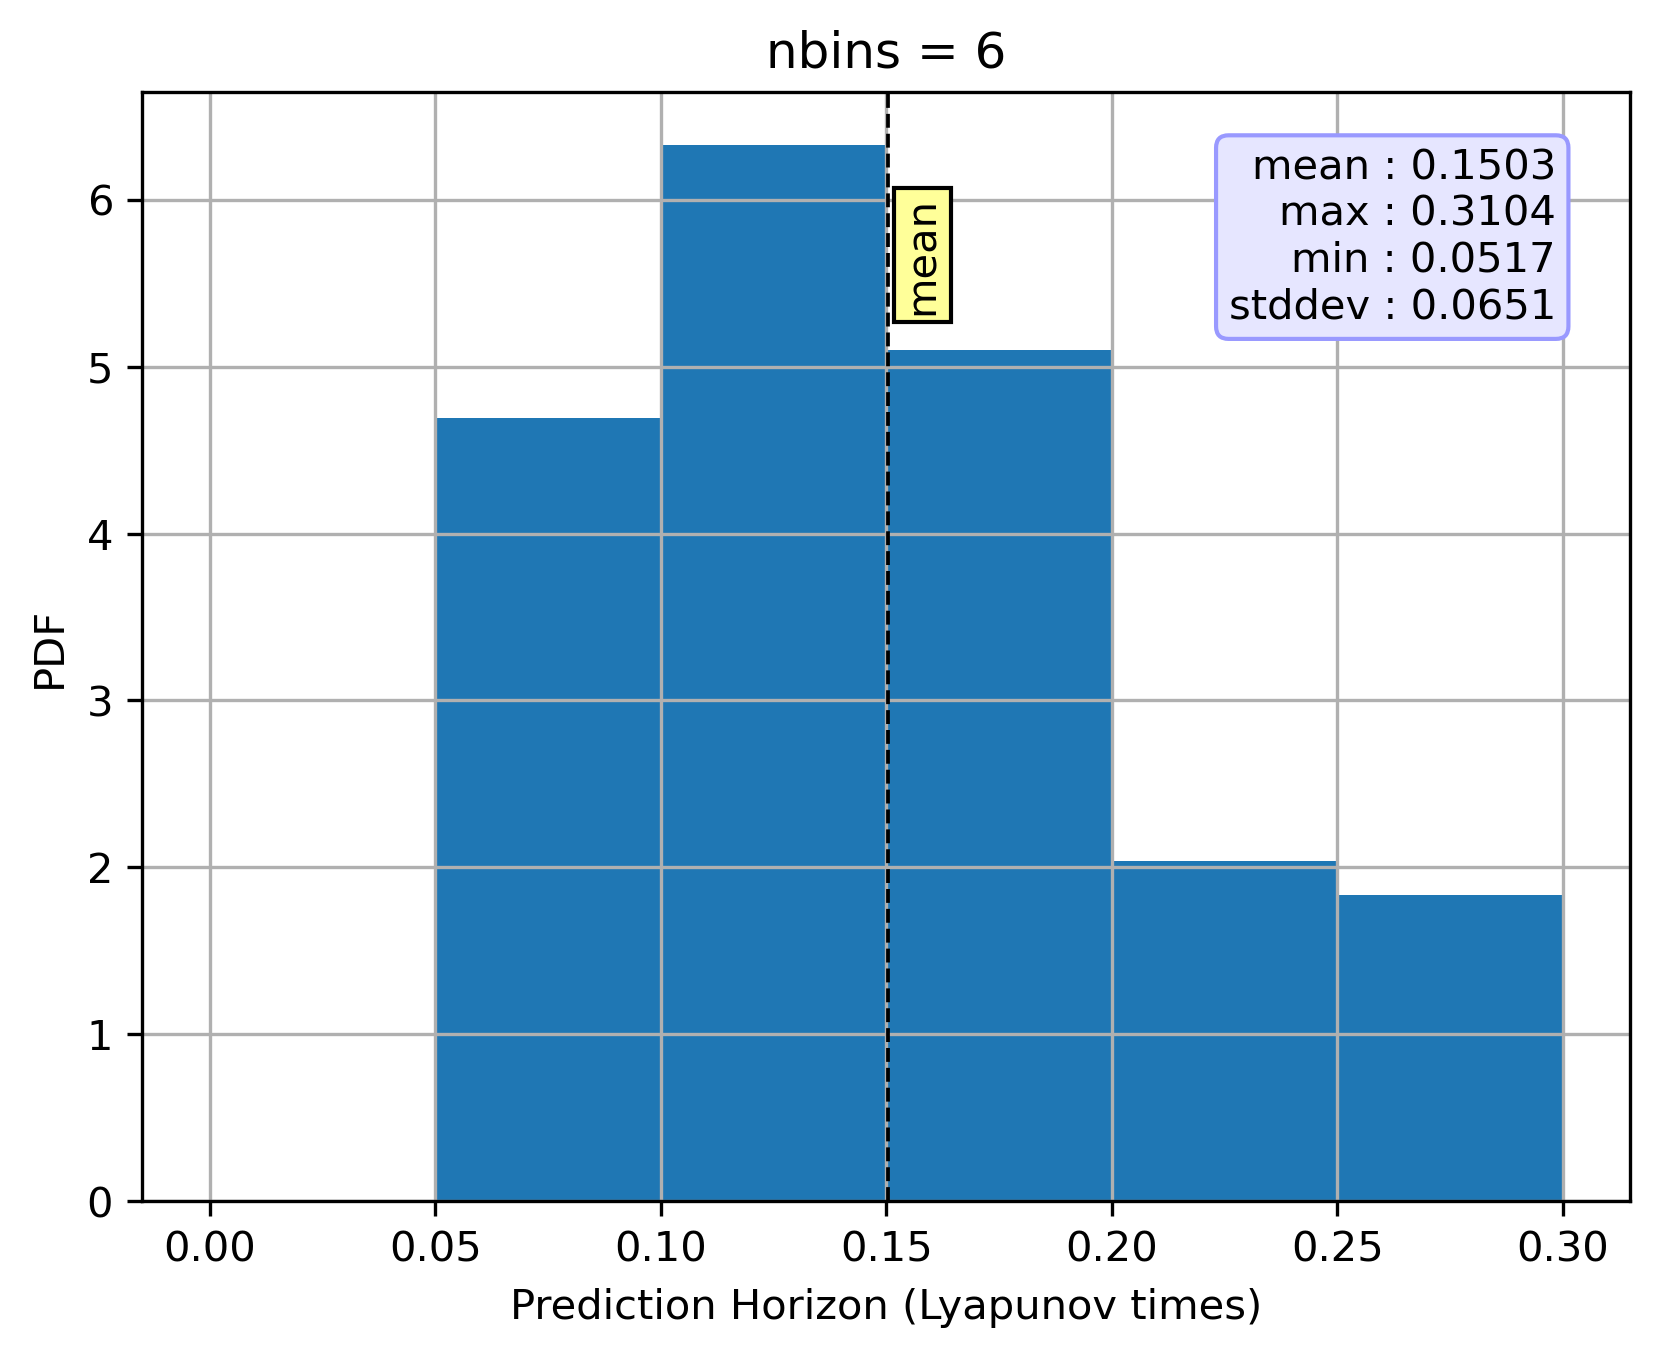 nbins = 6
mean : 0.1503
max : 0.3104
min : 0.0517
stddev : 0.0651
mean
6
5
4
3
2
1
0
PDF
0.00 0.05 0.10 0.15 0.20 0.25 0.30
Prediction Horizon (Lyapunov times)